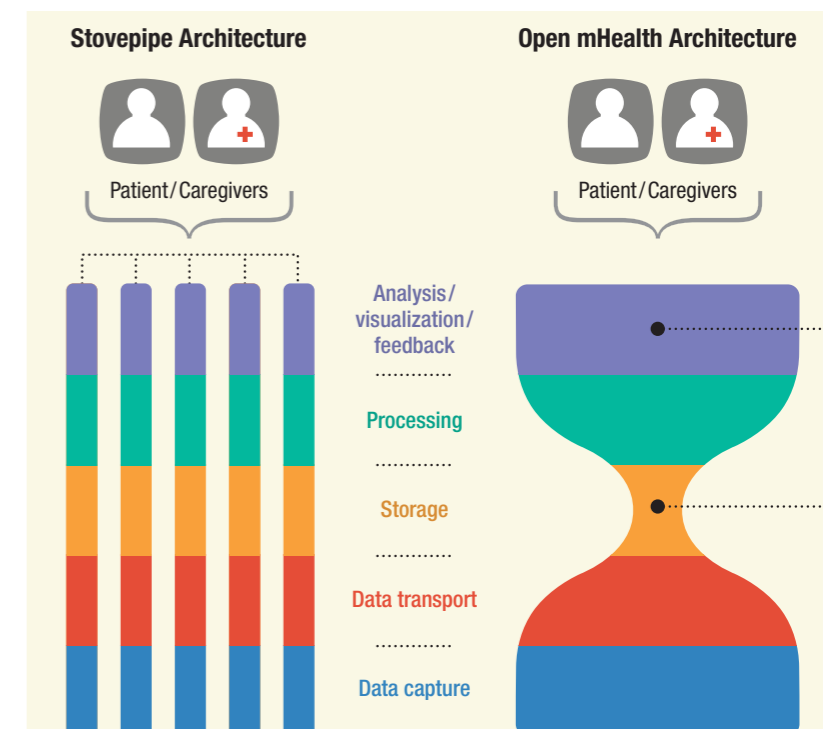 Stovepipe Architecture
Open mHealth Architecture
Patient/Caregivers
Patient/Caregivers
Analysis/
visualization/
feedback
Processing
Storage
Data transport
Data capture